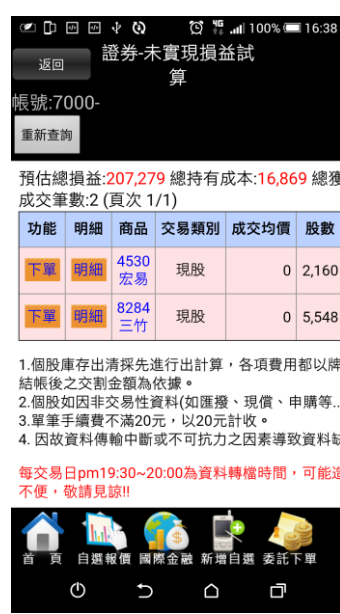 4G 100% 16:38
返回
證券-未實現損益試
算
帳號:7000-
重新查詢
預估總損益:207,279 總持有成本:16,869 總獲
成交筆數:2 (頁次 1/1)
功能 明細 商品 交易類別 成交均價 股數
下單 明細 4530 宏易 現股 0 2,160
下單 明細 8284 三竹 現股 0 5,548
1.個股庫存出清採先進行出計算，各項費用都以牌
結帳後之交割金額為依據。
2.個股如因非交易性資料(如匯撥、現償、申購等..
3.單筆手續費不滿20元，以20元計收。
4. 因故資料傳輸中斷或不可抗力之因素導致資料缺
每交易日pm19:30~20:00為資料轉檔時間，可能造
不便，敬請見諒!!
首 頁 自選報價 國際金融 新增自選 委託下單